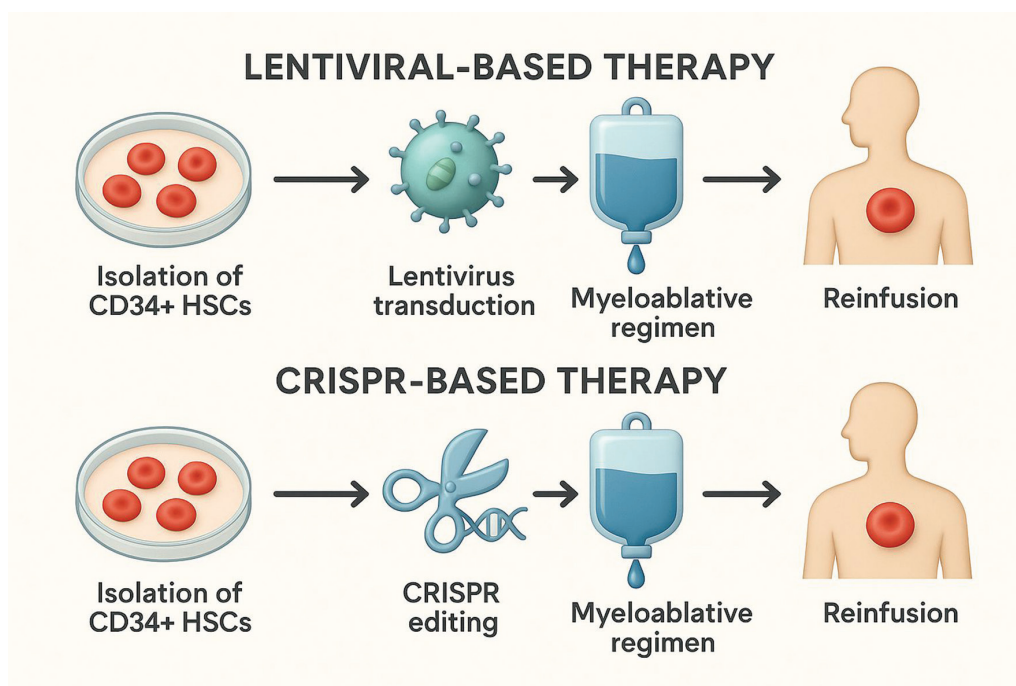 LENTIVIRAL-BASED THERAPY
Isolation of
CD34+ HSCs
Lentivirus
transduction
Myeloablative
regimen
Reinfusion
CRISPR-BASED THERAPY
Isolation of
CD34+ HSCs
CRISPR
editing
Myeloablative
regimen
Reinfusion